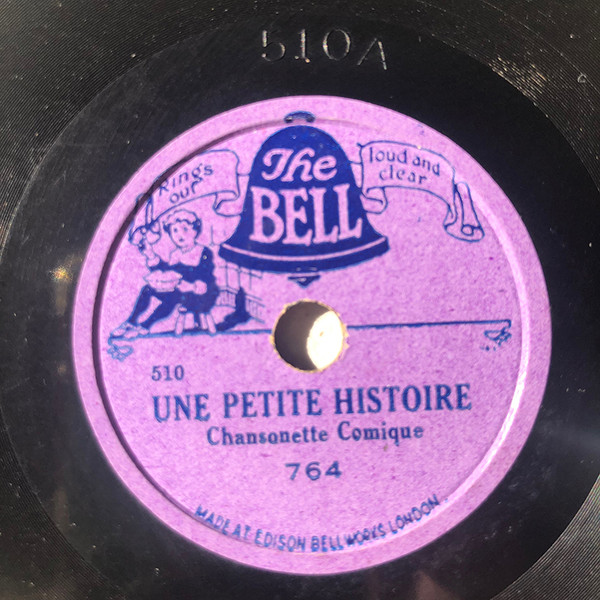 510A
Rings out
The
BELL
loud and clear
510
UNE PETITE HISTOIRE
Chansonette Comique
764
MADE AT EDISON BELL WORKS LONDON